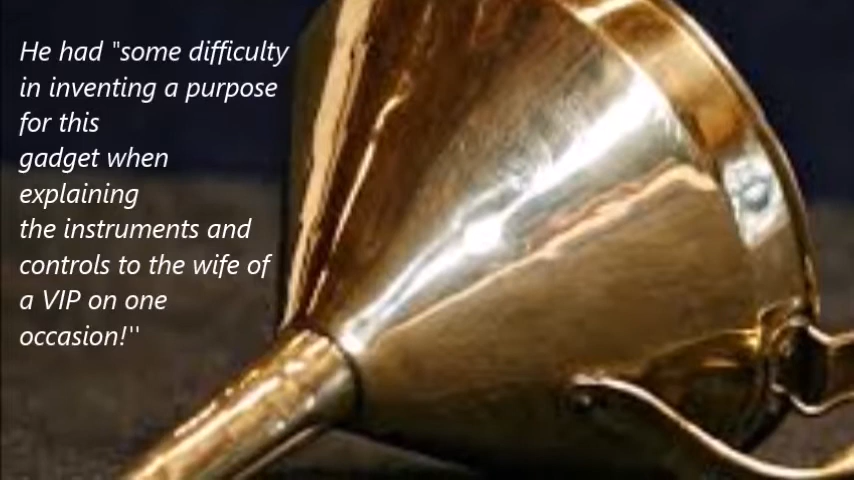 He had "some difficulty
in inventing a purpose
for this
gadget when
explaining
the instruments and
controls to the wife of
a VIP on one
occasion!''